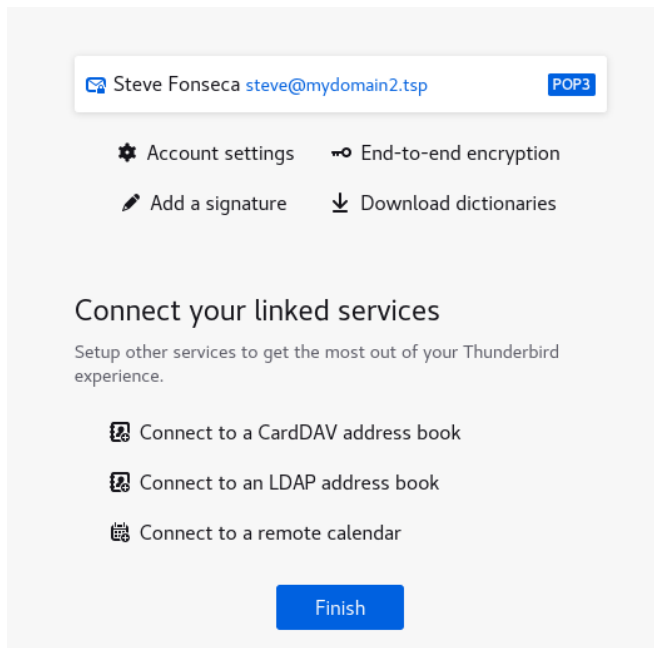 Steve Fonseca steve@mydomain2.tsp POP3
Account settings End-to-end encryption
Add a signature Download dictionaries
Connect your linked services
Setup other services to get the most out of your Thunderbird
experience.
Connect to a CardDAV address book
Connect to an LDAP address book
Connect to a remote calendar
Finish